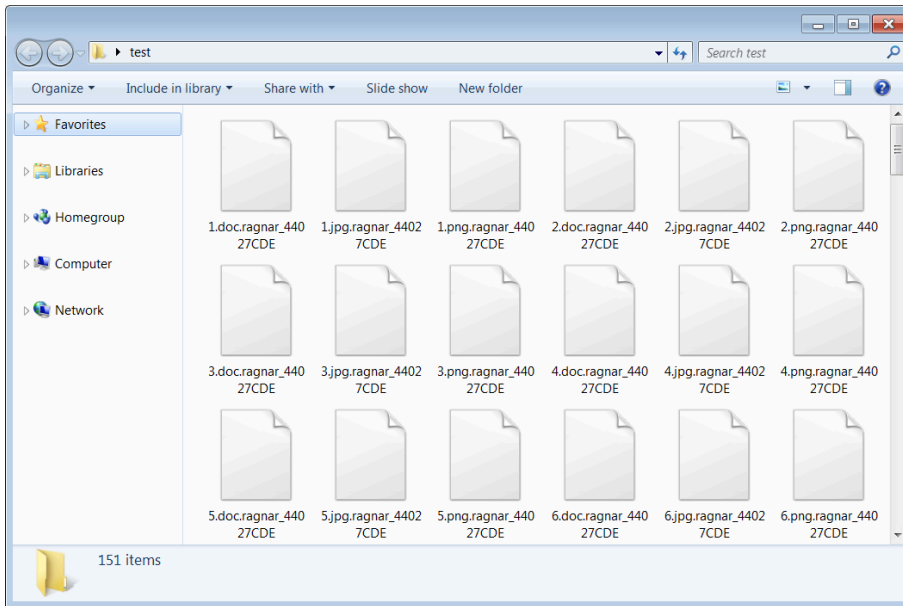 test
Search test
Organize
Include in library
Share with
Slide show
New folder
Favorites
Libraries
Homegroup
Computer
Network
1.doc.ragnar_440
27CDE
1.jpg.ragnar_4402
7CDE
1.png.ragnar_440
27CDE
2.doc.ragnar_440
27CDE
2.jpg.ragnar_4402
7CDE
2.png.ragnar_440
27CDE
3.doc.ragnar_440
27CDE
3.jpg.ragnar_4402
7CDE
3.png.ragnar_440
27CDE
4.doc.ragnar_440
27CDE
4.jpg.ragnar_4402
7CDE
4.png.ragnar_440
27CDE
5.doc.ragnar_440
27CDE
5.jpg.ragnar_4402
7CDE
5.png.ragnar_440
27CDE
6.doc.ragnar_440
27CDE
6.jpg.ragnar_4402
7CDE
6.png.ragnar_440
27CDE
151 items